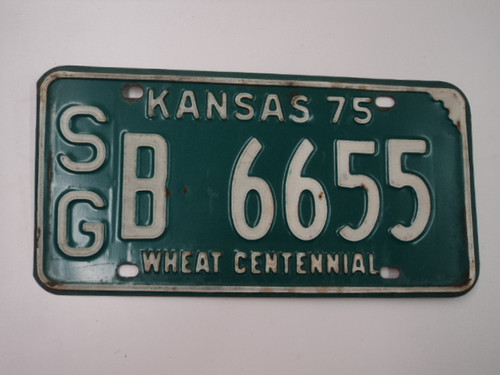 KANSAS 75
SG B 6655
WHEAT CENTENNIAL